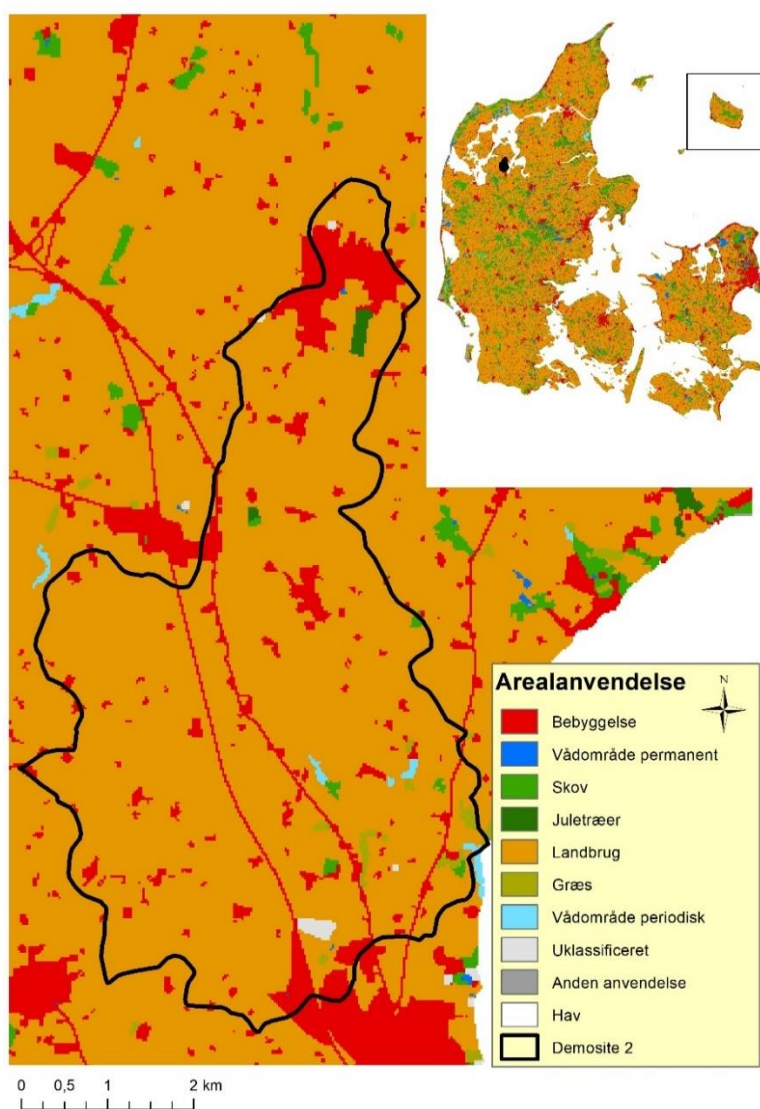 Arealanvendelse
N
Bebyggelse
Vådområde permanent
Skov
Juletræer
Landbrug
Græs
Vådområde periodisk
Uklassificeret
Anden anvendelse
Hav
Demosite 2
0 0,5 1 2 km